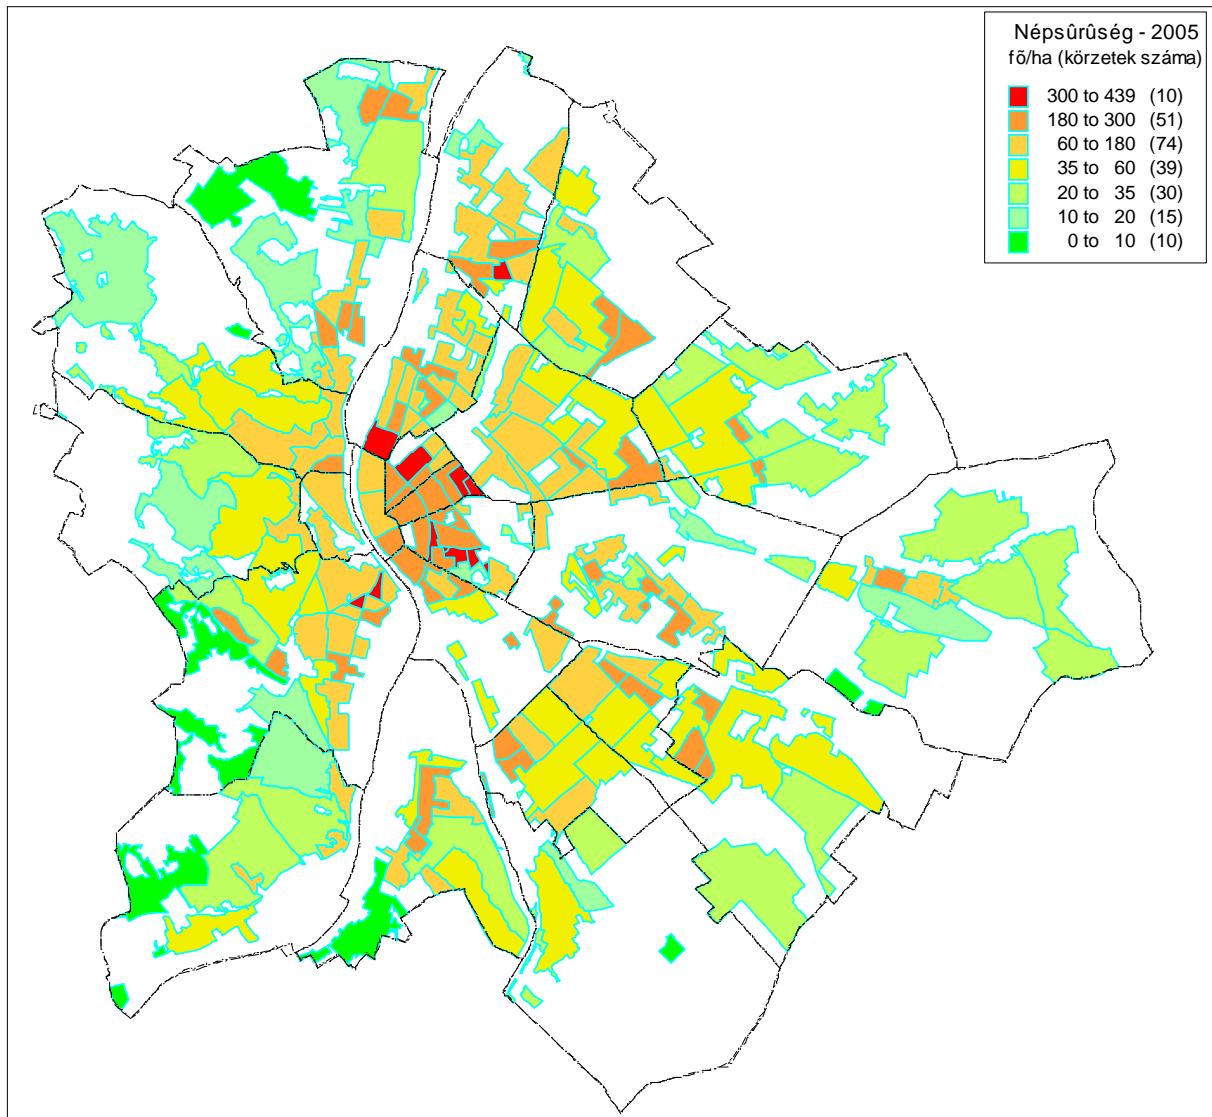 Népsûrûség - 2005
fõ/ha (körzetek száma)
300 to 439 (10)
180 to 300 (51)
60 to 180 (74)
35 to 60 (39)
20 to 35 (30)
10 to 20 (15)
0 to 10 (10)